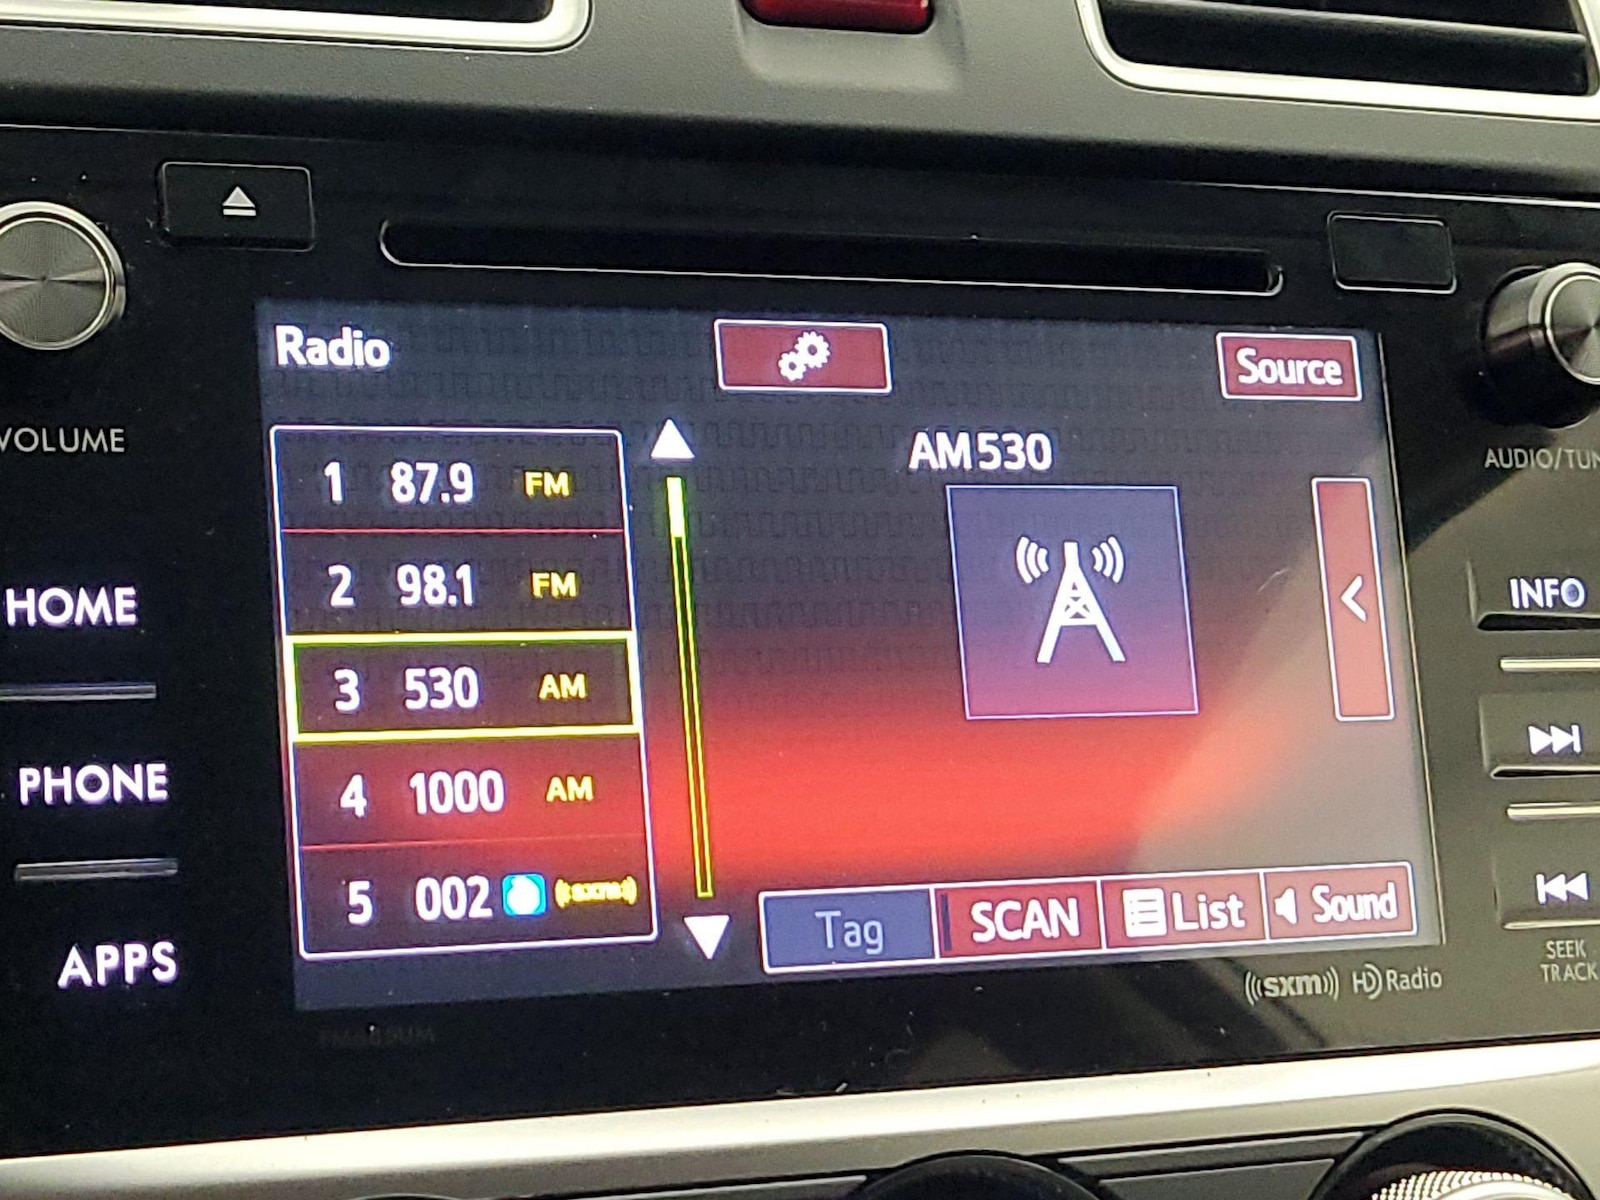 Radio
Source
VOLUME
AUDIO/TUN
AM530
1 87.9 FM
2 98.1 FM
3 530 AM
4 1000 AM
5 002 ((sxm))
HOME
PHONE
APPS
INFO
Tag
SCAN
List
Sound
SEEK
TRACK
((sxm)) HD Radio